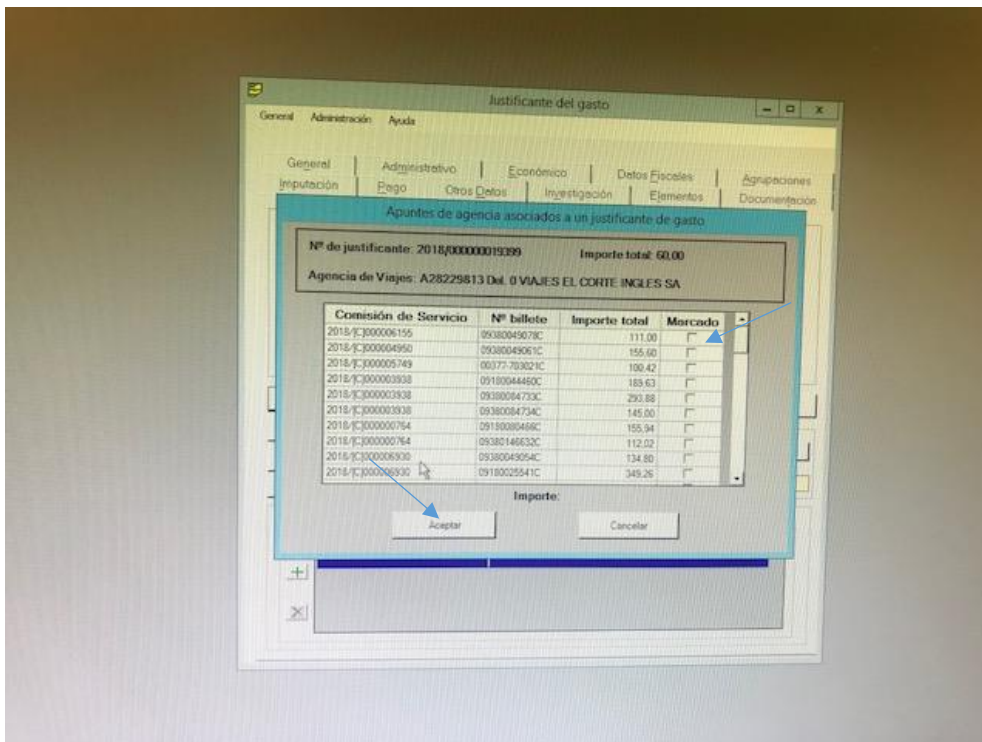 Justificante del gasto
General Administración Ayuda
General Administrativo Económico Datos Fiscales Agrupaciones
Imputación Pago Otros Datos Investigación Elementos Documentación
Apuntes de agencia asociados a un justificante de gasto
Nº de justificante: 2018/000000019399 Importe total: 60,00
Agencia de Viajes: A28229813 Del. 0 VIAJES EL CORTE INGLES SA
Comisión de Servicio Nº billete Importe total Marcado
2018/[C]000006155 09380049078C 111,00
2018/[C]000004950 09380049061C 155,60
2018/[C]000005749 00377-703021C 100,42
2018/[C]000003938 09180044460C 189,63
2018/[C]000003938 09380084733C 293,88
2018/[C]000003938 09380084734C 145,00
2018/[C]000000764 09180080466C 155,94
2018/[C]000000764 09380146632C 112,02
2018/[C]000006930 09380049054C 134,80
2018/[C]000006930 09180025541C 349,26
Importe:
Aceptar Cancelar